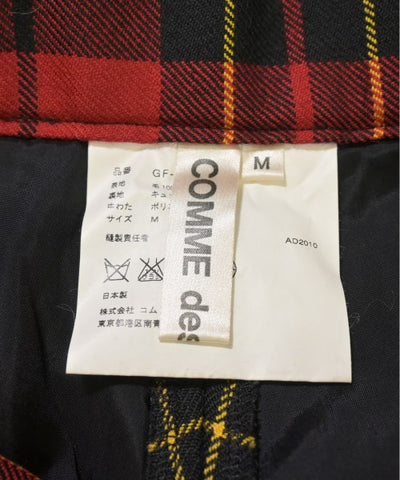 品番 GF-
表地 毛100
裏地 キュ
中わた ポリ
サイズ M
縫製責任者
日本製
株式会社 コム
東京都港区南青
COMME des
M
AD2010